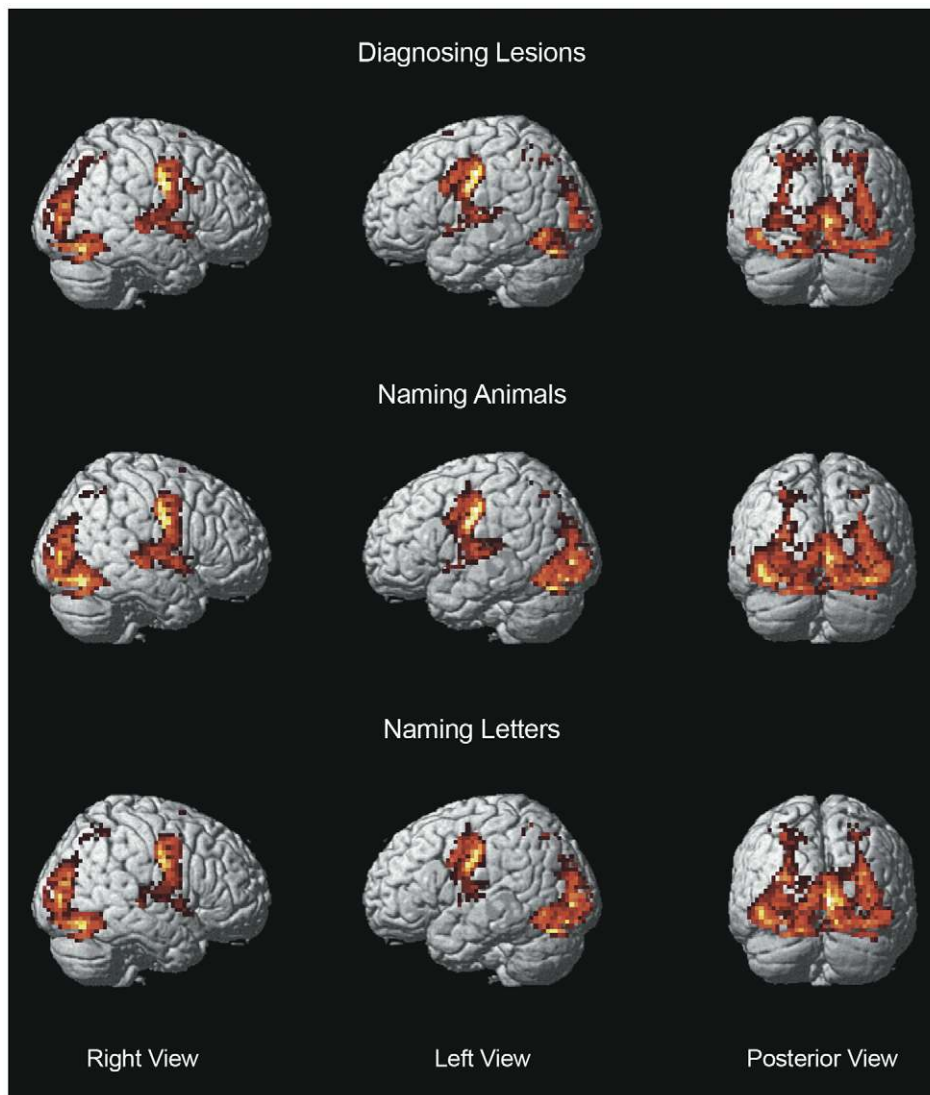 Diagnosing Lesions
Naming Animals
Naming Letters
Right View
Left View
Posterior View